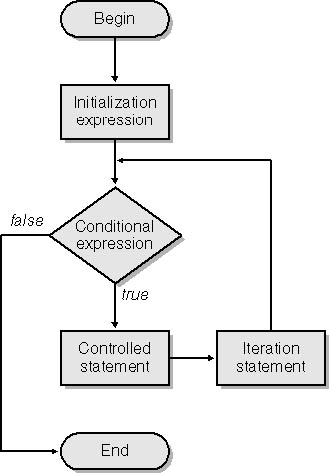 Begin
Initialization
expression
false
Conditional
expression
true
Controlled
statement
Iteration
statement
End